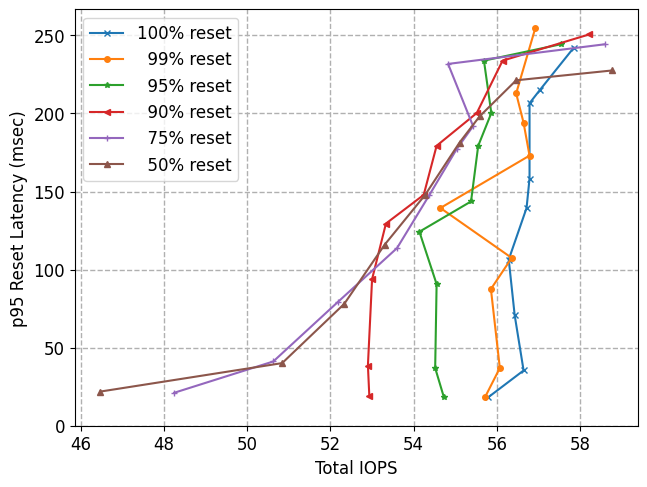 250
200
150
100
50
0
p95 Reset Latency (msec)
100% reset
99% reset
95% reset
90% reset
75% reset
50% reset
46 48 50 52 54 56 58
Total IOPS